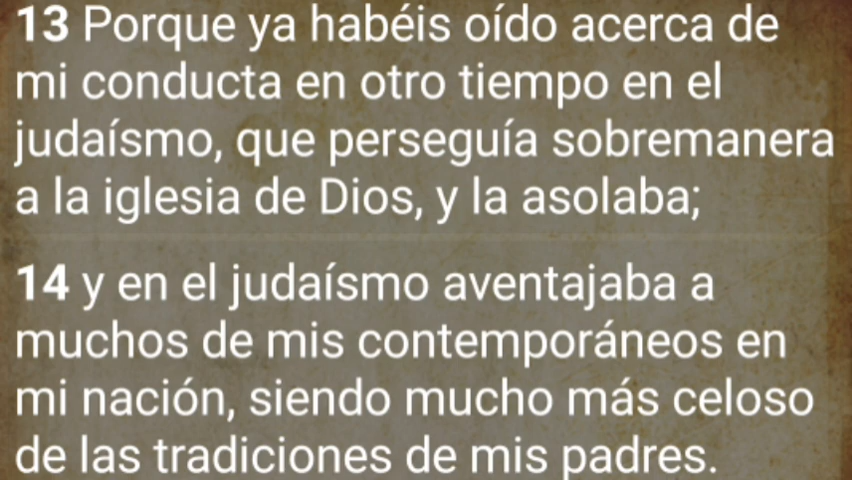 13 Porque ya habéis oído acerca de
mi conducta en otro tiempo en el
judaísmo, que perseguía sobremanera
a la iglesia de Dios, y la asolaba;
14 y en el judaísmo aventajaba a
muchos de mis contemporáneos en
mi nación, siendo mucho más celoso
de las tradiciones de mis padres.